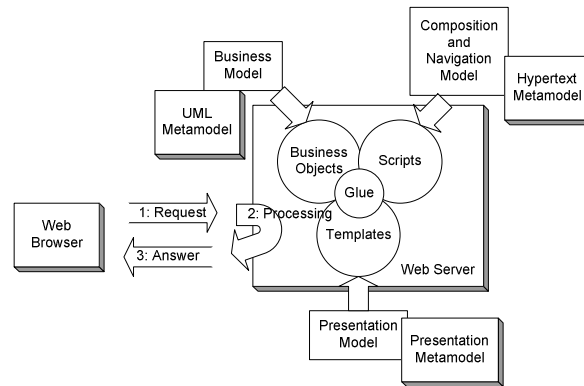 Business
Model
UML
Metamodel
Composition
and
Navigation
Model
Hypertext
Metamodel
Business
Objects
Scripts
Glue
Templates
Web Server
Web
Browser
1: Request
2: Processing
3: Answer
Presentation
Model
Presentation
Metamodel